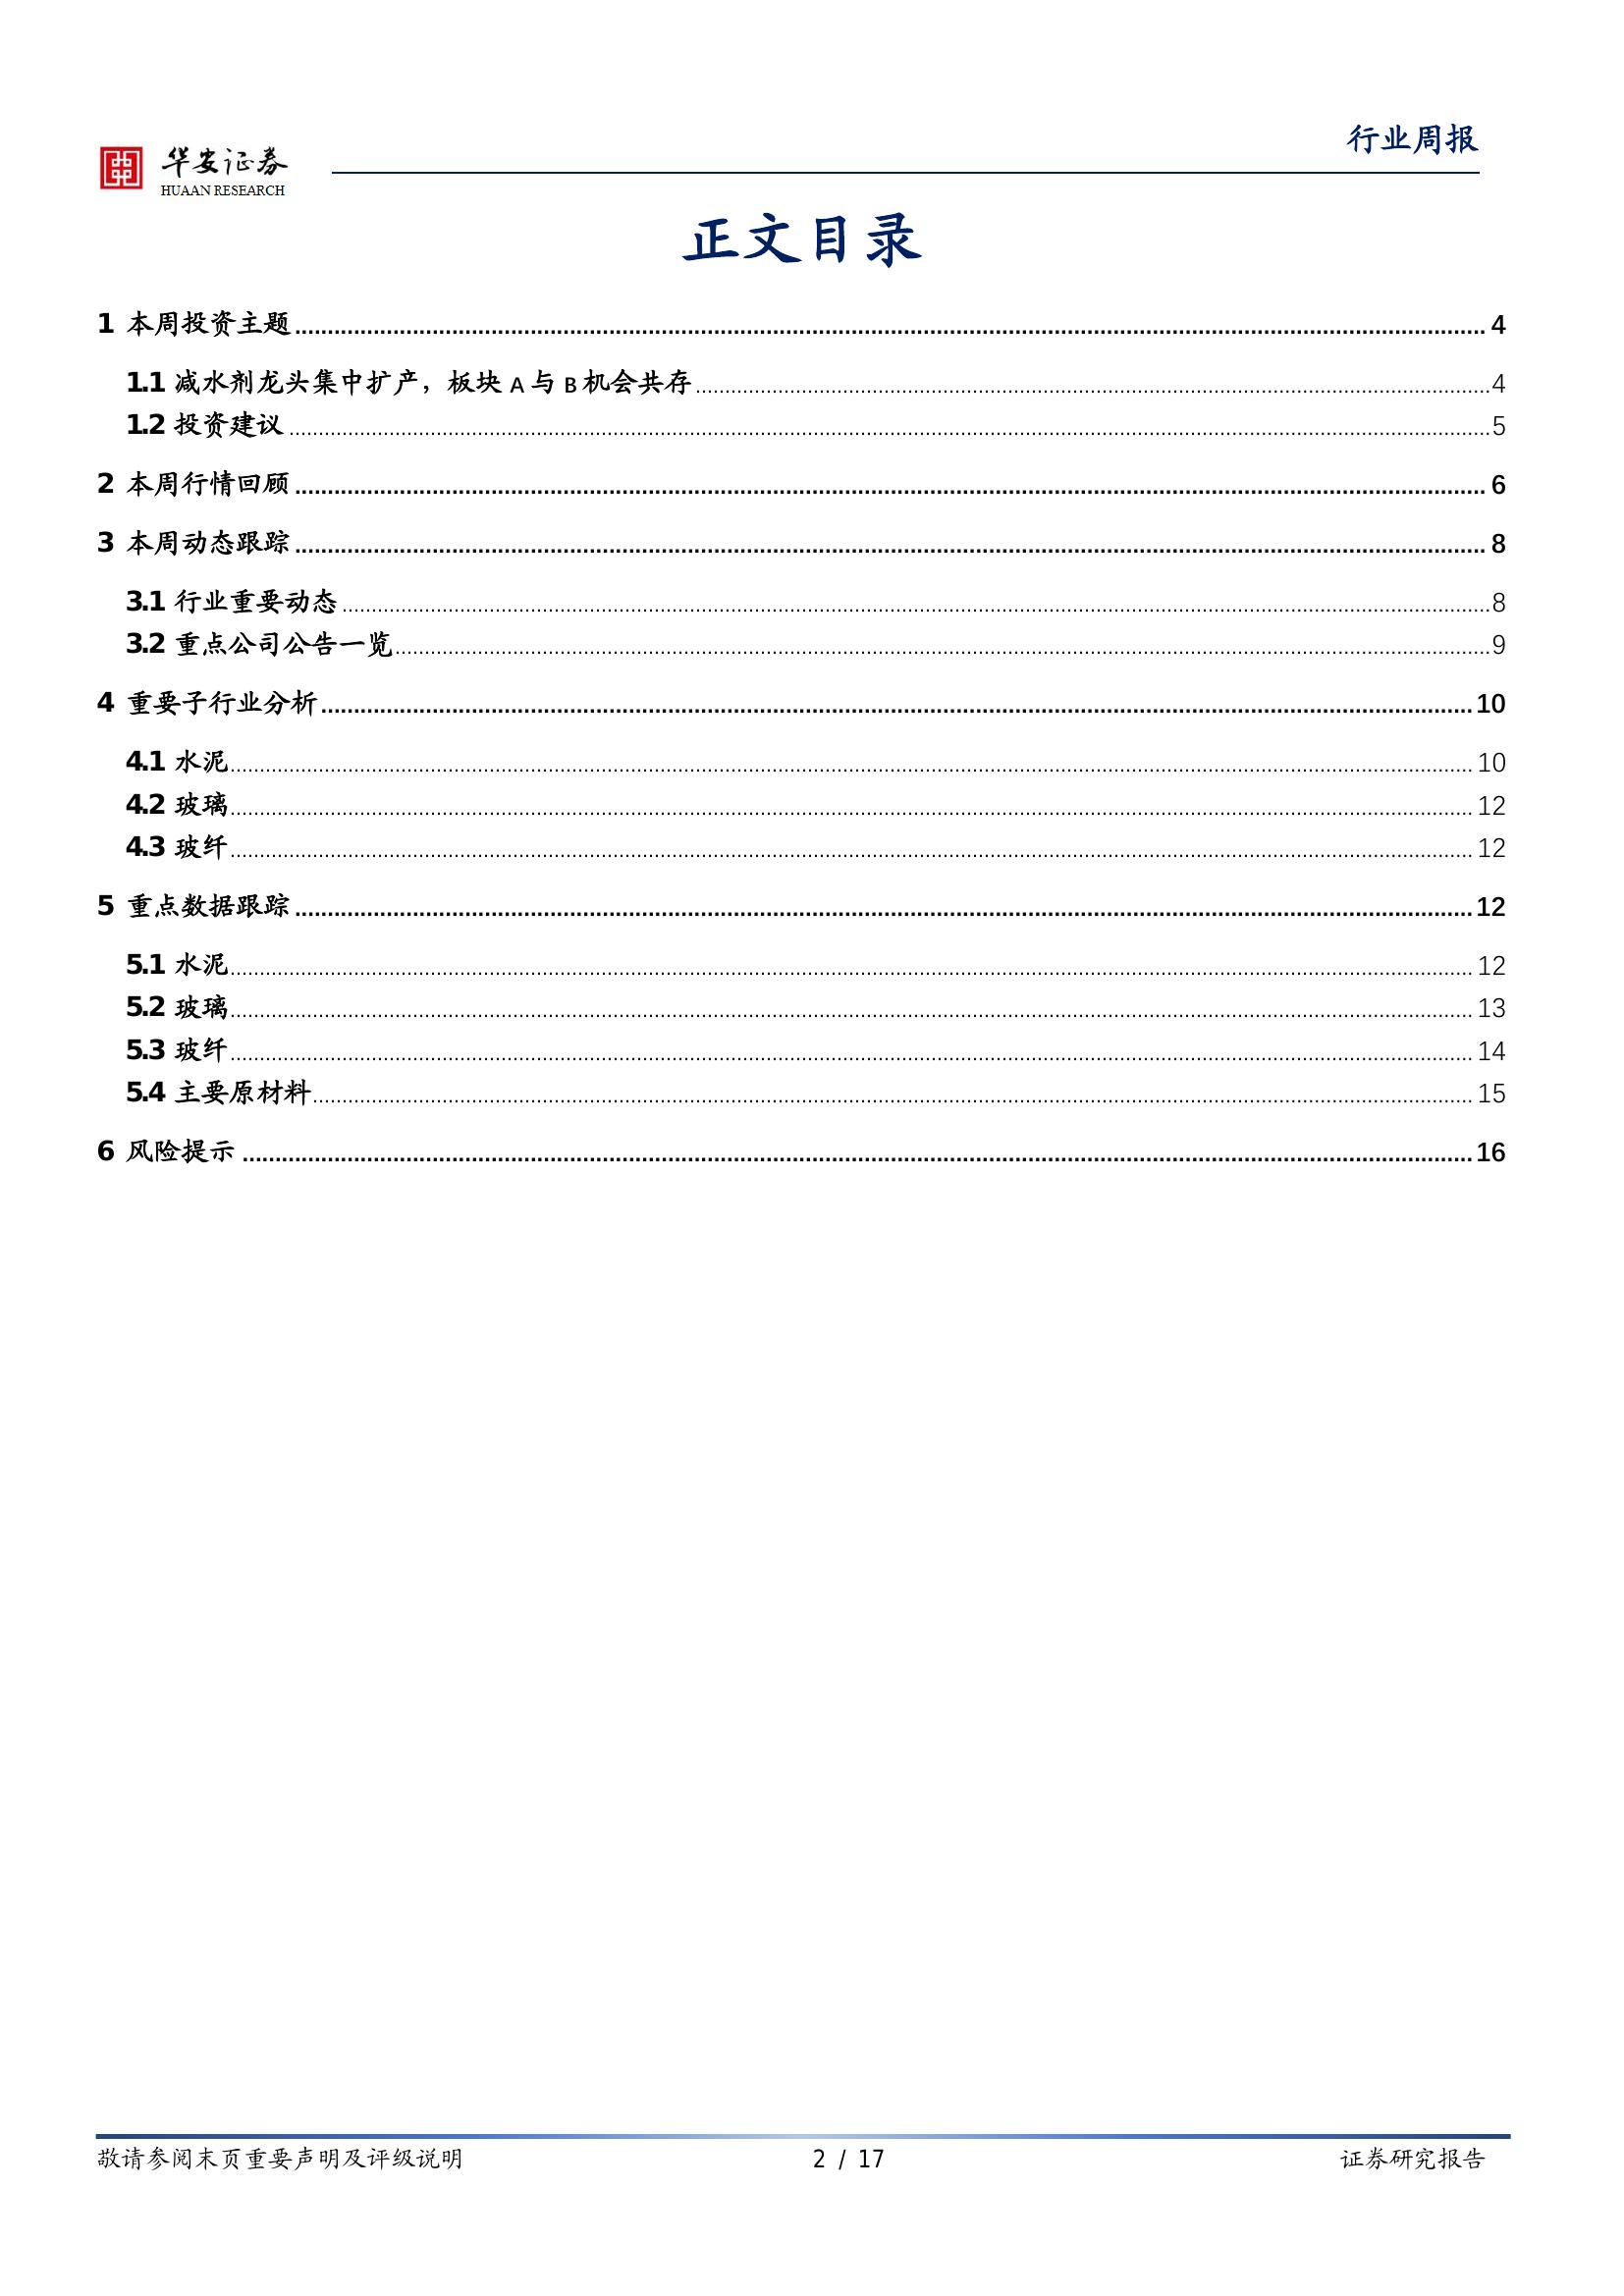 行业周报
华安证券
HUAAN RESEARCH
正文目录
1 本周投资主题........................................ 4
1.1 减水剂龙头集中扩产，板块 A 与 B 机会共存........................................ 4
1.2 投资建议........................................ 5
2 本周行情回顾........................................ 6
3 本周动态跟踪........................................ 8
3.1 行业重要动态........................................ 8
3.2 重点公司公告一览........................................ 9
4 重要子行业分析........................................ 10
4.1 水泥........................................ 10
4.2 玻璃........................................ 12
4.3 玻纤........................................ 12
5 重点数据跟踪........................................ 12
5.1 水泥........................................ 12
5.2 玻璃........................................ 13
5.3 玻纤........................................ 14
5.4 主要原材料........................................ 15
6 风险提示........................................ 16
敬请参阅末页重要声明及评级说明 2 / 17 证券研究报告